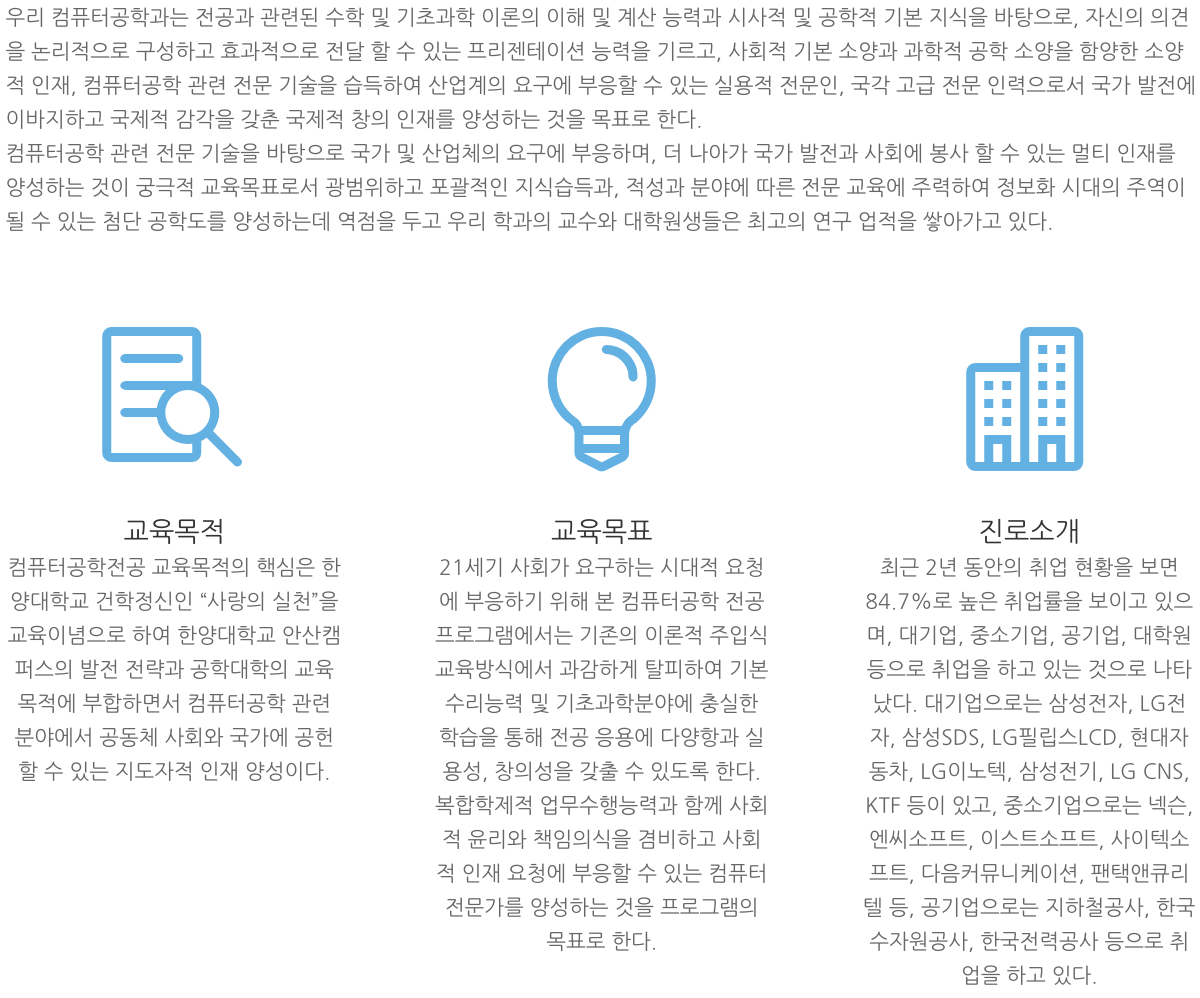 우리 컴퓨터공학과는 전공과 관련된 수학 및 기초과학 이론의 이해 및 계산 능력과 시사적 및 공학적 기본 지식을 바탕으로, 자신의 의견
을 논리적으로 구성하고 효과적으로 전달 할 수 있는 프리젠테이션 능력을 기르고, 사회적 기본 소양과 과학적 공학 소양을 함양한 소양
적 인재, 컴퓨터공학 관련 전문 기술을 습득하여 산업계의 요구에 부응할 수 있는 실용적 전문인, 국각 고급 전문 인력으로서 국가 발전에
이바지하고 국제적 감각을 갖춘 국제적 창의 인재를 양성하는 것을 목표로 한다.
컴퓨터공학 관련 전문 기술을 바탕으로 국가 및 산업체의 요구에 부응하며, 더 나아가 국가 발전과 사회에 봉사 할 수 있는 멀티 인재를
양성하는 것이 궁극적 교육목표로서 광범위하고 포괄적인 지식습득과, 적성과 분야에 따른 전문 교육에 주력하여 정보화 시대의 주역이
될 수 있는 첨단 공학도를 양성하는데 역점을 두고 우리 학과의 교수와 대학원생들은 최고의 연구 업적을 쌓아가고 있다.
교육목적
컴퓨터공학전공 교육목적의 핵심은 한
양대학교 건학정신인 “사랑의 실천”을
교육이념으로 하여 한양대학교 안산캠
퍼스의 발전 전략과 공학대학의 교육
목적에 부합하면서 컴퓨터공학 관련
분야에서 공동체 사회와 국가에 공헌
할 수 있는 지도자적 인재 양성이다.
교육목표
21세기 사회가 요구하는 시대적 요청
에 부응하기 위해 본 컴퓨터공학 전공
프로그램에서는 기존의 이론적 주입식
교육방식에서 과감하게 탈피하여 기본
수리능력 및 기초과학분야에 충실한
학습을 통해 전공 응용에 다양항과 실
용성, 창의성을 갖출 수 있도록 한다.
복합학제적 업무수행능력과 함께 사회
적 윤리와 책임의식을 겸비하고 사회
적 인재 요청에 부응할 수 있는 컴퓨터
전문가를 양성하는 것을 프로그램의
목표로 한다.
진로소개
최근 2년 동안의 취업 현황을 보면
84.7%로 높은 취업률을 보이고 있으
며, 대기업, 중소기업, 공기업, 대학원
등으로 취업을 하고 있는 것으로 나타
났다. 대기업으로는 삼성전자, LG전
자, 삼성SDS, LG필립스LCD, 현대자
동차, LG이노텍, 삼성전기, LG CNS,
KTF 등이 있고, 중소기업으로는 넥슨,
엔씨소프트, 이스트소프트, 사이텍소
프트, 다음커뮤니케이션, 팬택앤큐리
텔 등, 공기업으로는 지하철공사, 한국
수자원공사, 한국전력공사 등으로 취
업을 하고 있다.